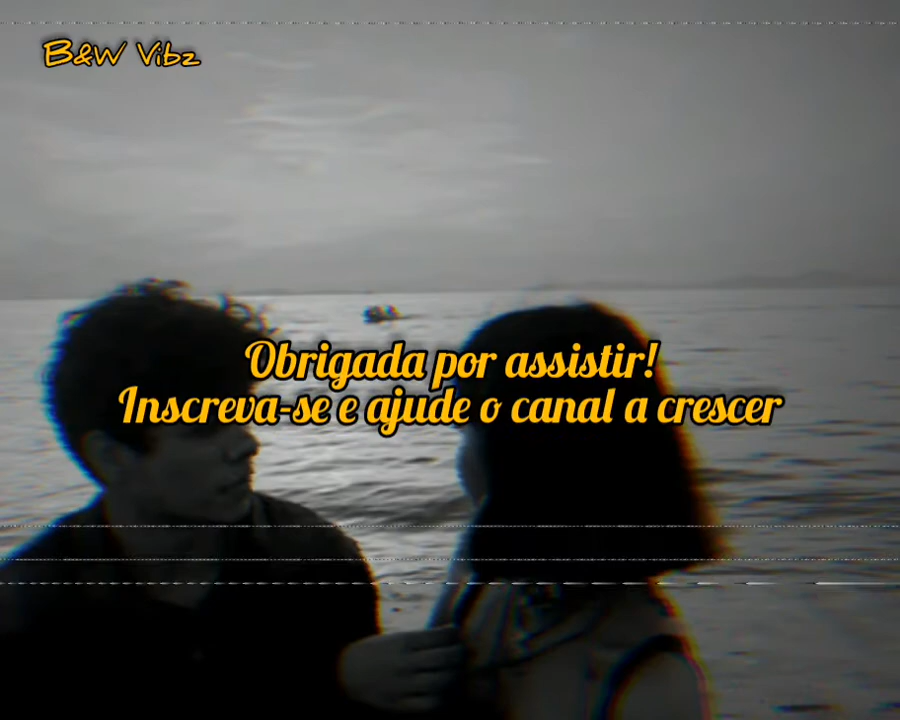 B&W Vibz
Obrigada por assistir!
Inscreva-se e ajude o canal a crescer